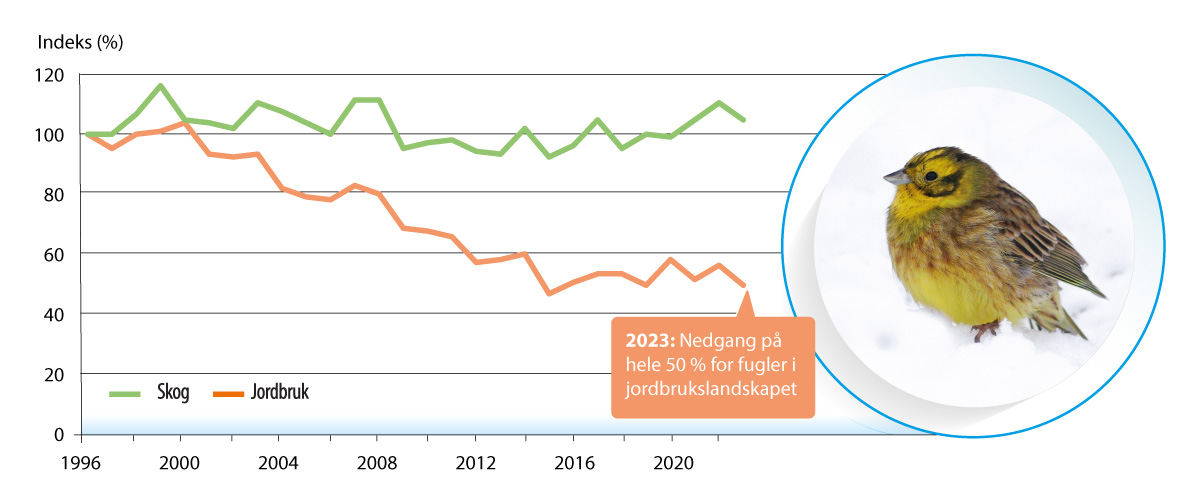 Indeks (%)
120
100
80
60
40
20
0
1996
2000
2004
2008
2012
2016
2020
Skog
Jordbruk
2023: Nedgang på
hele 50 % for fugler i
jordbrukslandskapet